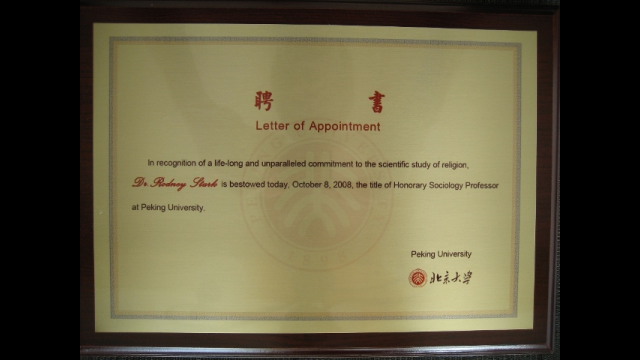 聘 書
Letter of Appointment
In recognition of a life-long and unparalleled commitment to the scientific study of religion,
Dr. Rodney Stark is bestowed today, October 8, 2008, the title of Honorary Sociology Professor
at Peking University.
Peking University
北京大学